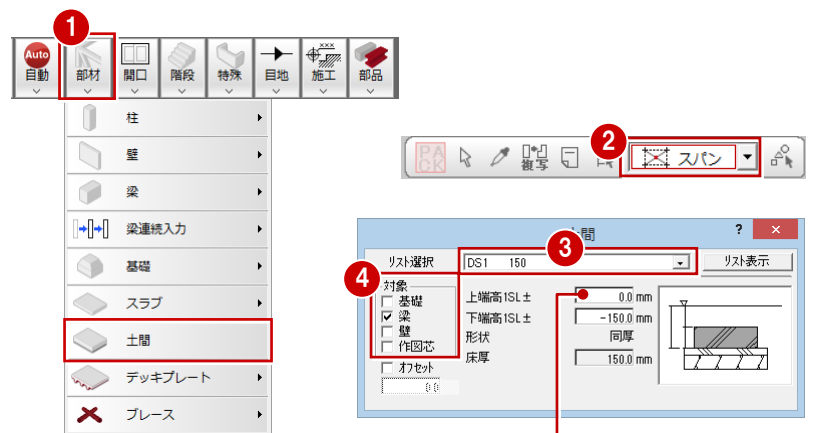 1
Auto
自動
部材
開口
階段
特殊
目地
×××
施工
部品
柱
壁
梁
梁連続入力
基礎
スラブ
土間
デッキプレート
ブレース
2
PA
CK
複写
スパン
間
? ×
3
リスト選択 DS1 150 リスト表示
4
対象
基礎
梁
壁
作図芯
オフセット
0.0
上端高1SL± 0.0 mm
下端高1SL± -150.0 mm
形状 同厚
床厚 150.0 mm